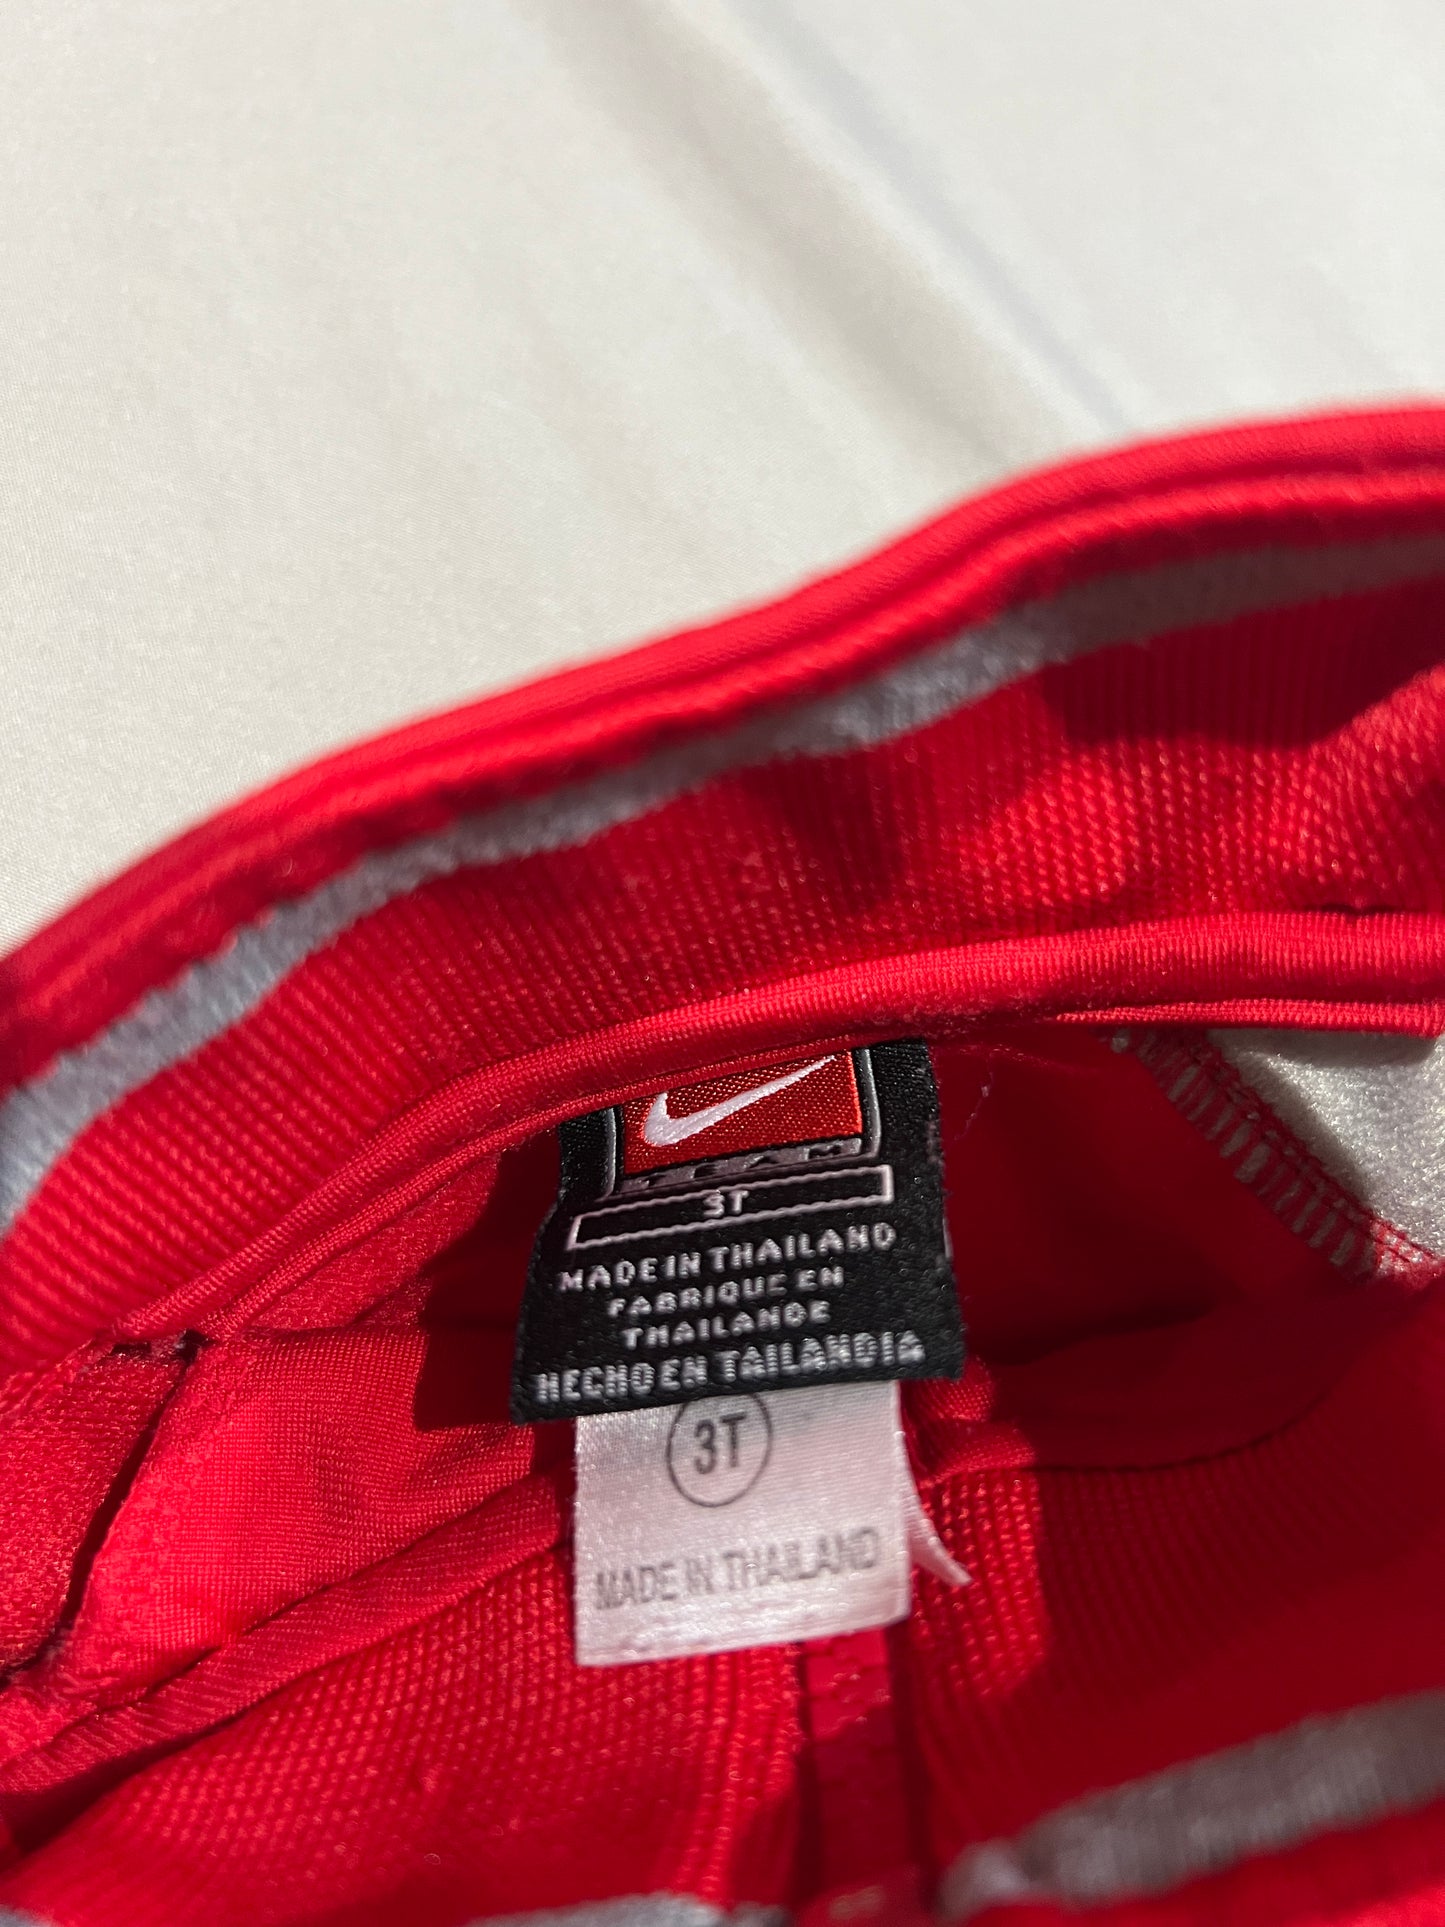 TEAM
3T
MADE IN THAILAND
FABRIQUE EN
THAILANDE
HECHO EN TAILANDIA
3T
MADE IN THAILAND